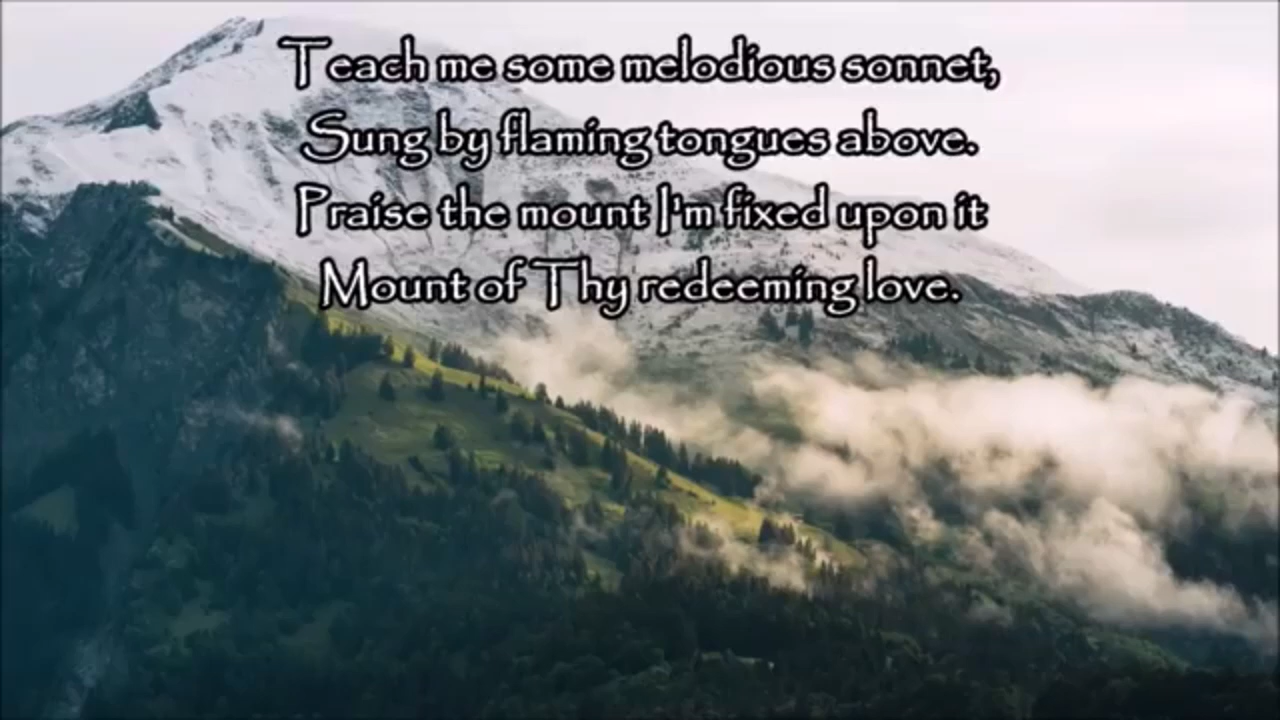 Teach me some melodious sonnet,
Sung by flaming tongues above.
Praise the mount I'm fixed upon it
Mount of Thy redeeming love.